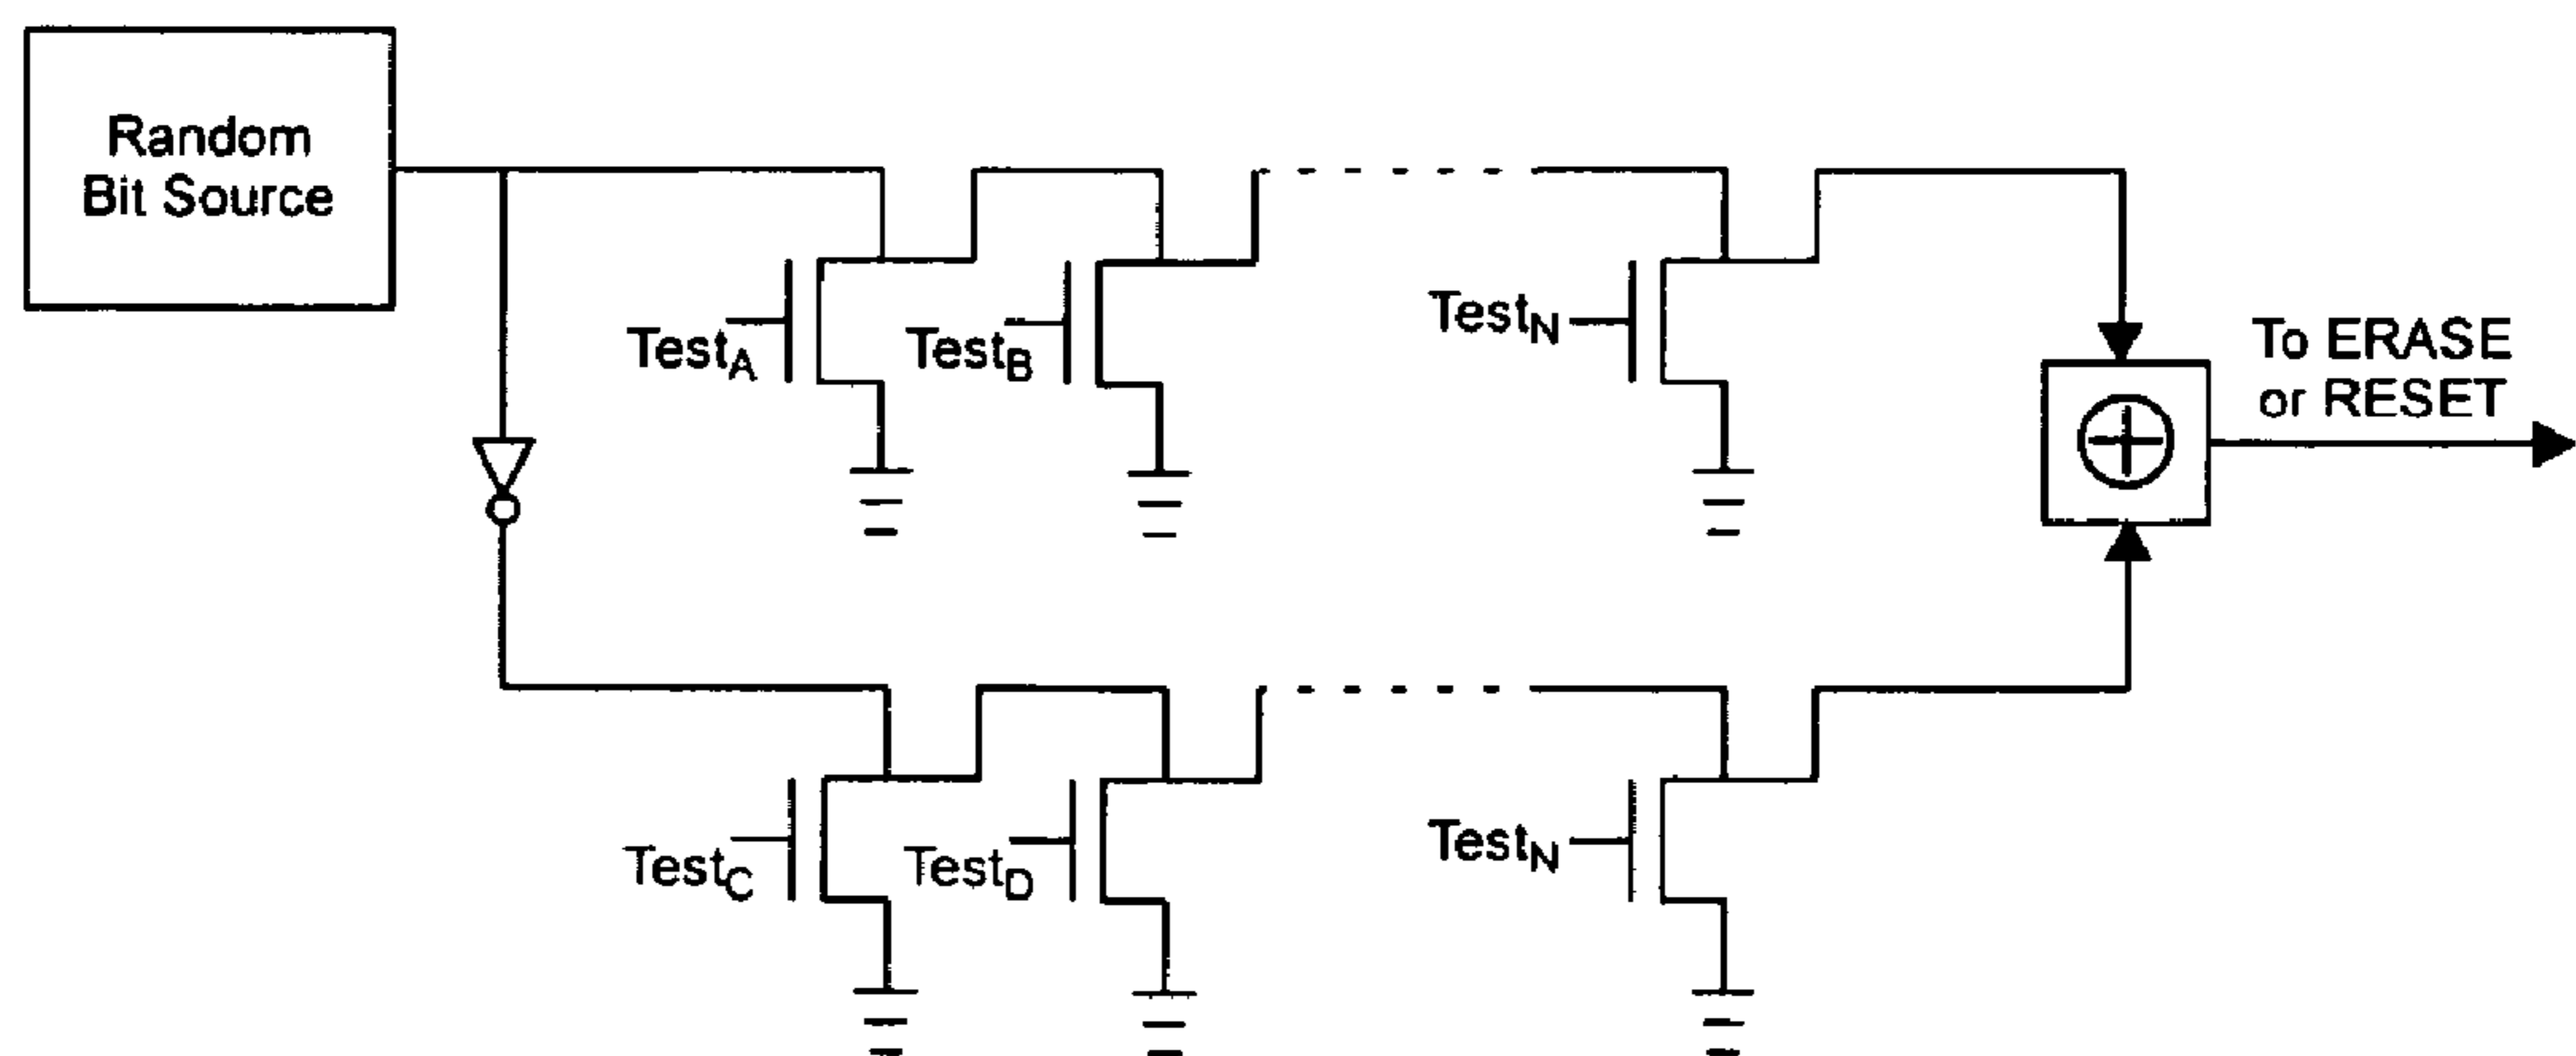 Random
Bit Source
Test_A
Test_B
Test_N
To ERASE
or RESET
Test_C
Test_D
Test_N